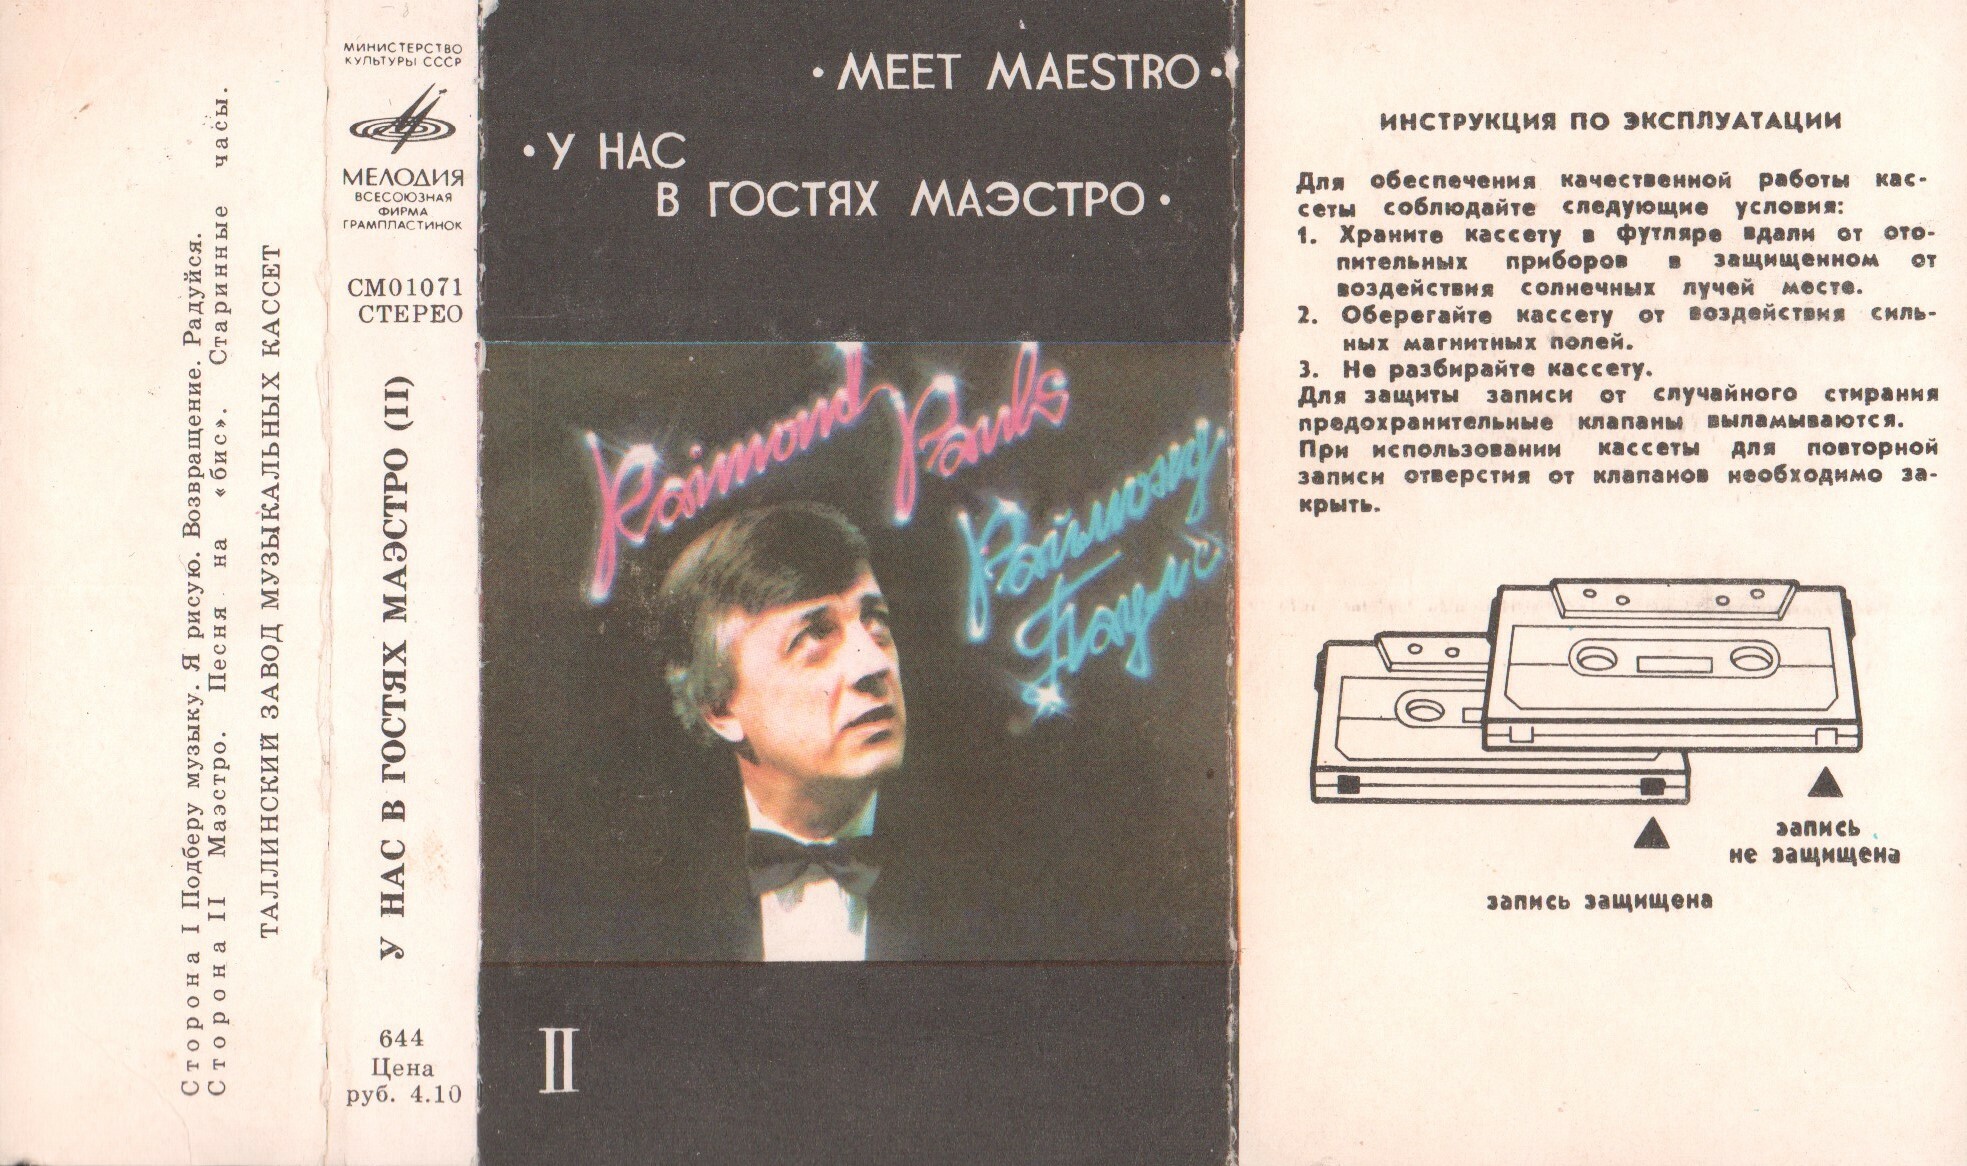 Сторона I Подберу музыку. Я рисую. Возвращение. Радуйся.
Сторона II Маэстро. Песня на «бис». Старинные часы.
ТАЛЛИНСКИЙ ЗАВОД МУЗЫКАЛЬНЫХ КАССЕТ
МИНИСТЕРСТВО
КУЛЬТУРЫ СССР
МЕЛОДИЯ
ВСЕСОЮЗНАЯ
ФИРМА
ГРАМПЛАСТИНОК
СМ01071
СТЕРЕО
У НАС В ГОСТЯХ МАЭСТРО (II)
644
Цена
руб. 4.10
• MEET MAESTRO •
• У НАС
В ГОСТЯХ МАЭСТРО •
Raimond Pauls
Раймонд
Паулс
II
ИНСТРУКЦИЯ ПО ЭКСПЛУАТАЦИИ
Для обеспечения качественной работы кас-
сеты соблюдайте следующие условия:
1. Храните кассету в футляре вдали от ото-
пительных приборов в защищенном от
воздействия солнечных лучей месте.
2. Оберегайте кассету от воздействия силь-
ных магнитных полей.
3. Не разбирайте кассету.
Для защиты записи от случайного стирания
предохранительные клапаны выламываются.
При использовании кассеты для повторной
записи отверстия от клапанов необходимо за-
крыть.
запись
не защищена
запись защищена